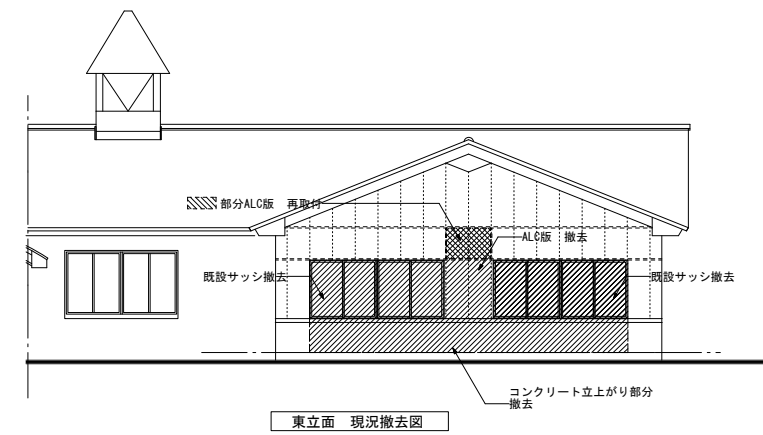 部分ALC版　再取付
ALC版　撤去
既設サッシ撤去
既設サッシ撤去
コンクリート立上がり部分
撤去
東立面　現況撤去図